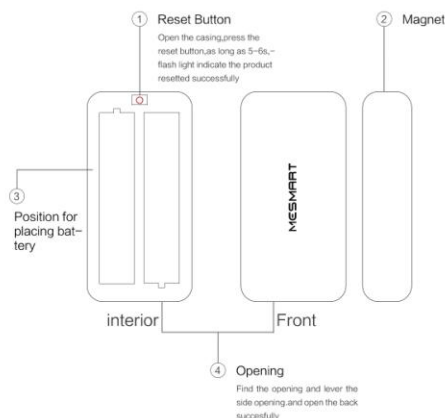 1 Reset Button
Open the casing,press the
reset button,as long as 5-6s,-
flash light indicate the product
resetted successfully
2 Magnet
3
Position for
placing bat-
tery
MESMART
interior
Front
4 Opening
Find the opening and lever the
side opening.and open the back
succesfully